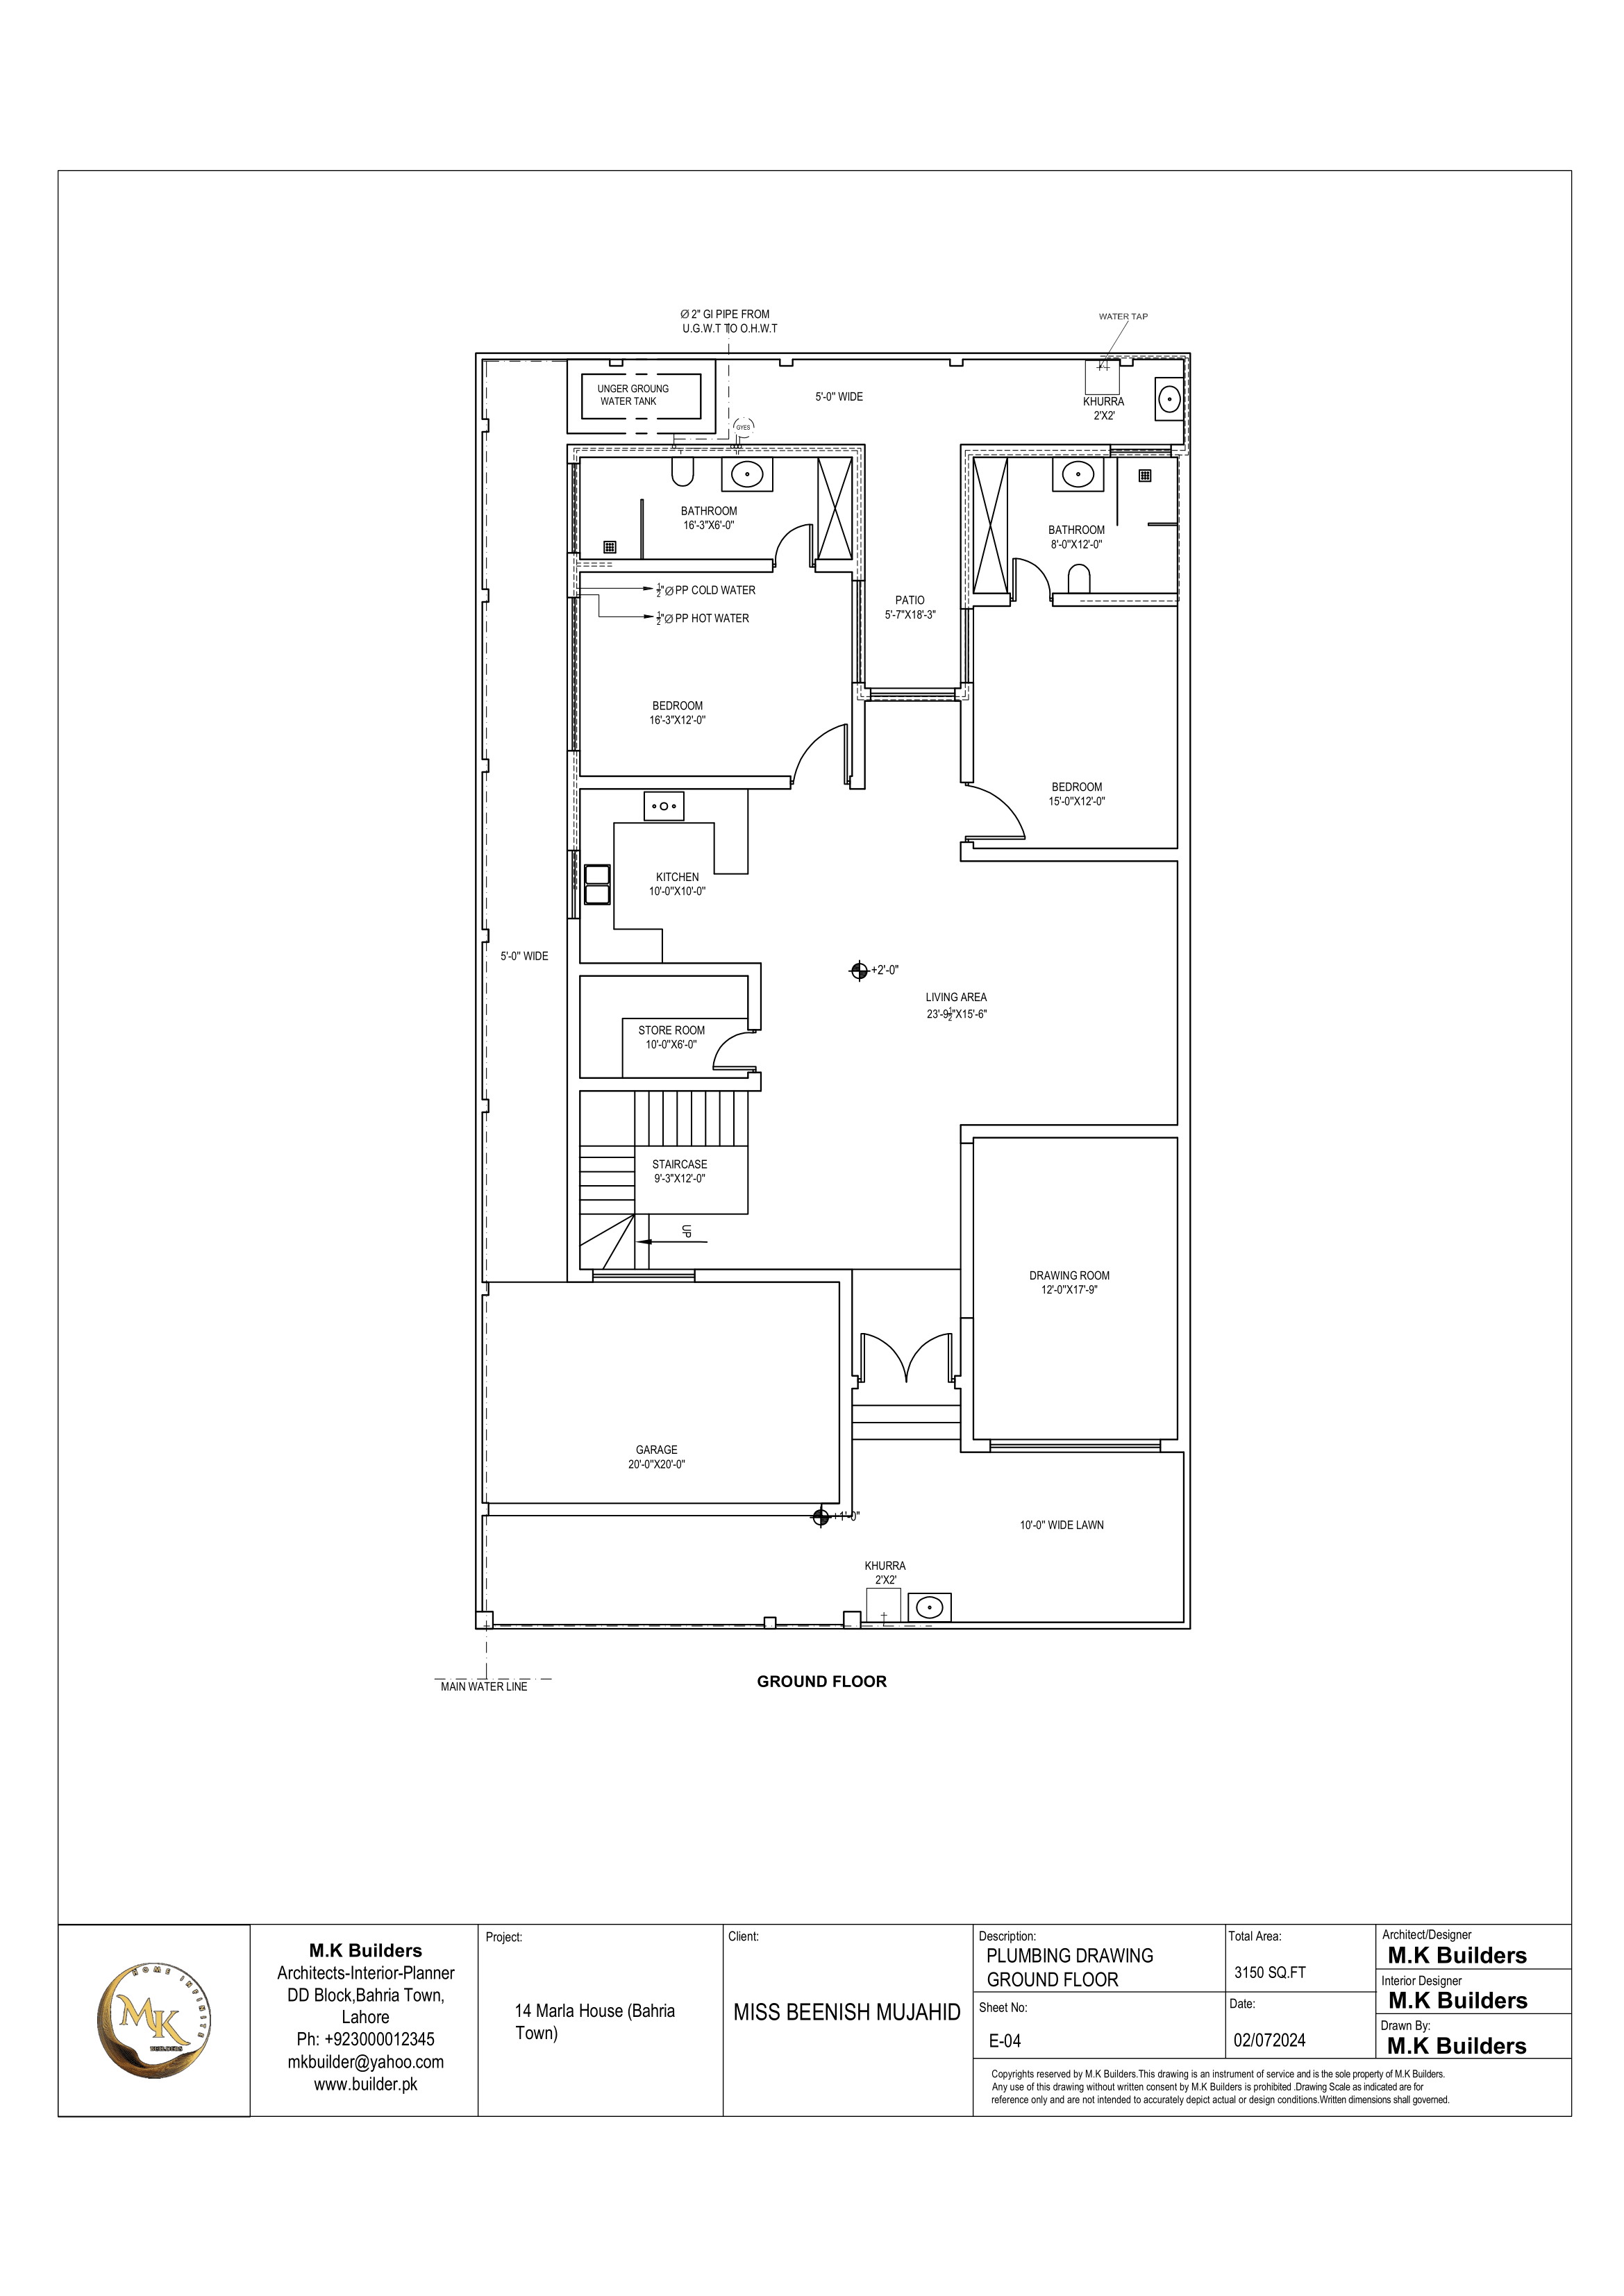 Ø 2" GI PIPE FROM
U.G.W.T TO O.H.W.T
WATER TAP
UNGER GROUNG
WATER TANK
5'-0" WIDE
KHURRA
2'X2'
GYES
BATHROOM
16'-3"X6'-0"
BATHROOM
8'-0"X12'-0"
½"Ø PP COLD WATER
½"Ø PP HOT WATER
PATIO
5'-7"X18'-3"
BEDROOM
16'-3"X12'-0"
BEDROOM
15'-0"X12'-0"
KITCHEN
10'-0"X10'-0"
5'-0" WIDE
+2'-0"
LIVING AREA
23'-9½"X15'-6"
STORE ROOM
10'-0"X6'-0"
STAIRCASE
9'-3"X12'-0"
UP
DRAWING ROOM
12'-0"X17'-9"
GARAGE
20'-0"X20'-0"
+1'-0"
10'-0" WIDE LAWN
KHURRA
2'X2'
MAIN WATER LINE
GROUND FLOOR
HOME INFINITE
MK
BUILDERS
M.K Builders
Architects-Interior-Planner
DD Block,Bahria Town,
Lahore
Ph: +923000012345
mkbuilder@yahoo.com
www.builder.pk
Project:
14 Marla House (Bahria
Town)
Client:
MISS BEENISH MUJAHID
Description:
PLUMBING DRAWING
GROUND FLOOR
Sheet No:
E-04
Total Area:
3150 SQ.FT
Date:
02/072024
Architect/Designer
M.K Builders
Interior Designer
M.K Builders
Drawn By:
M.K Builders
Copyrights reserved by M.K Builders.This drawing is an instrument of service and is the sole property of M.K Builders.
Any use of this drawing without written consent by M.K Builders is prohibited .Drawing Scale as indicated are for
reference only and are not intended to accurately depict actual or design conditions.Written dimensions shall governed.